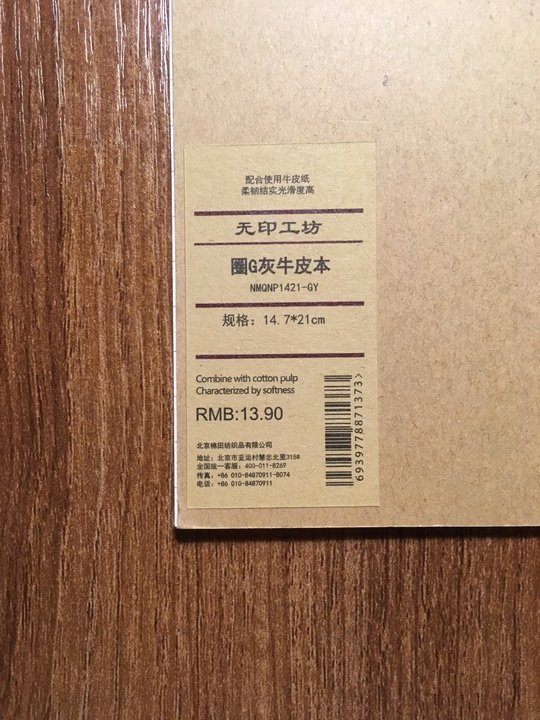 配合使用牛皮纸
柔韧结实光滑度高
无印工坊
圈G灰牛皮本
NMQNP1421-GY
规格：14.7*21cm
Combine with cotton pulp
Characterized by softness
RMB:13.90
北京棉田纺织品有限公司
地址：北京市亚运村慧忠北里315#
全国统一客服：400-011-8269
传真：+86 010-84870911-8074
电话：+86 010-84870911
6939778871373>